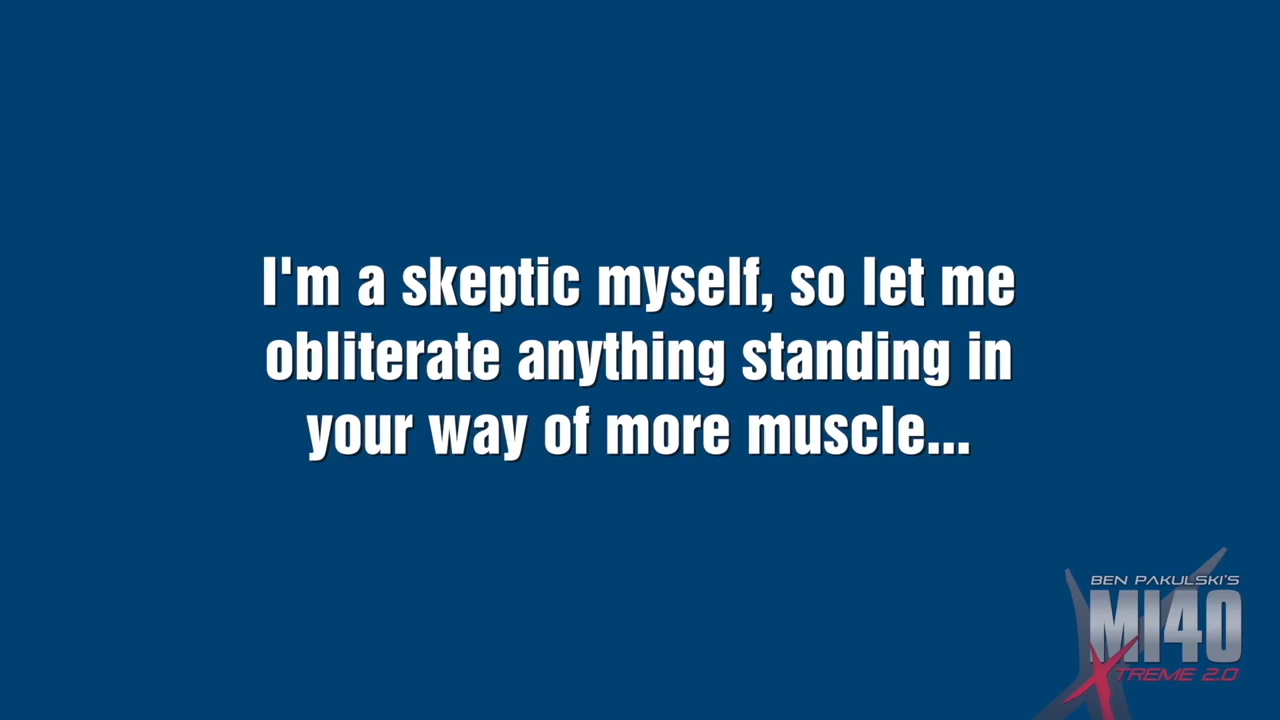 I'm a skeptic myself, so let me
obliterate anything standing in
your way of more muscle...
BEN PAKULSKI'S
MI40
XTREME 2.0